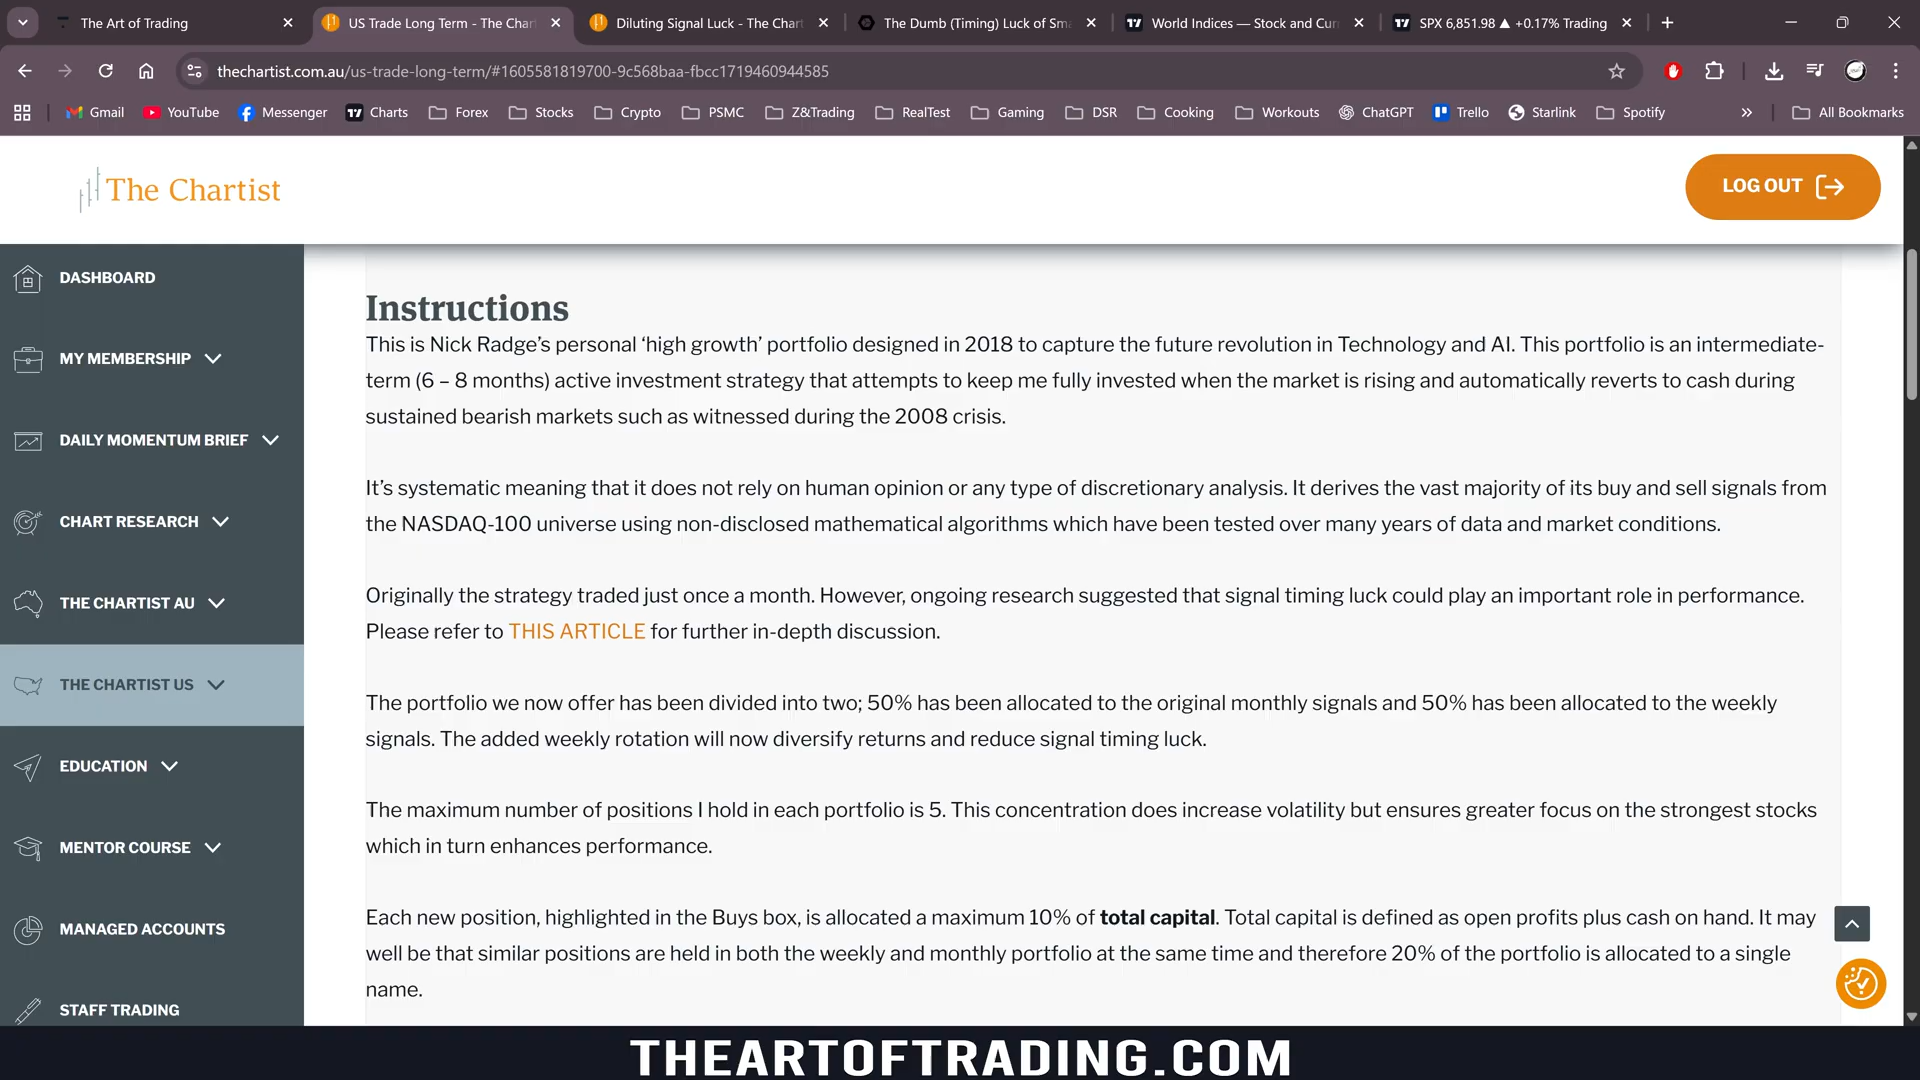 The Art of Trading
US Trade Long Term - The Char
Diluting Signal Luck - The Chart
The Dumb (Timing) Luck of Sma
World Indices — Stock and Curr
SPX 6,851.98 ▲ +0.17% Trading
thechartist.com.au/us-trade-long-term/#1605581819700-9c568baa-fbcc1719460944585
Gmail
YouTube
Messenger
Charts
Forex
Stocks
Crypto
PSMC
Z&Trading
RealTest
Gaming
DSR
Cooking
Workouts
ChatGPT
Trello
Starlink
Spotify
All Bookmarks
The Chartist
LOG OUT
DASHBOARD
MY MEMBERSHIP
DAILY MOMENTUM BRIEF
CHART RESEARCH
THE CHARTIST AU
THE CHARTIST US
EDUCATION
MENTOR COURSE
MANAGED ACCOUNTS
STAFF TRADING
Instructions
This is Nick Radge’s personal ‘high growth’ portfolio designed in 2018 to capture the future revolution in Technology and AI. This portfolio is an intermediate-
term (6 – 8 months) active investment strategy that attempts to keep me fully invested when the market is rising and automatically reverts to cash during
sustained bearish markets such as witnessed during the 2008 crisis.
It’s systematic meaning that it does not rely on human opinion or any type of discretionary analysis. It derives the vast majority of its buy and sell signals from
the NASDAQ-100 universe using non-disclosed mathematical algorithms which have been tested over many years of data and market conditions.
Originally the strategy traded just once a month. However, ongoing research suggested that signal timing luck could play an important role in performance.
Please refer to THIS ARTICLE for further in-depth discussion.
The portfolio we now offer has been divided into two; 50% has been allocated to the original monthly signals and 50% has been allocated to the weekly
signals. The added weekly rotation will now diversify returns and reduce signal timing luck.
The maximum number of positions I hold in each portfolio is 5. This concentration does increase volatility but ensures greater focus on the strongest stocks
which in turn enhances performance.
Each new position, highlighted in the Buys box, is allocated a maximum 10% of total capital. Total capital is defined as open profits plus cash on hand. It may
well be that similar positions are held in both the weekly and monthly portfolio at the same time and therefore 20% of the portfolio is allocated to a single
name.
THEARTOFTRADING.COM